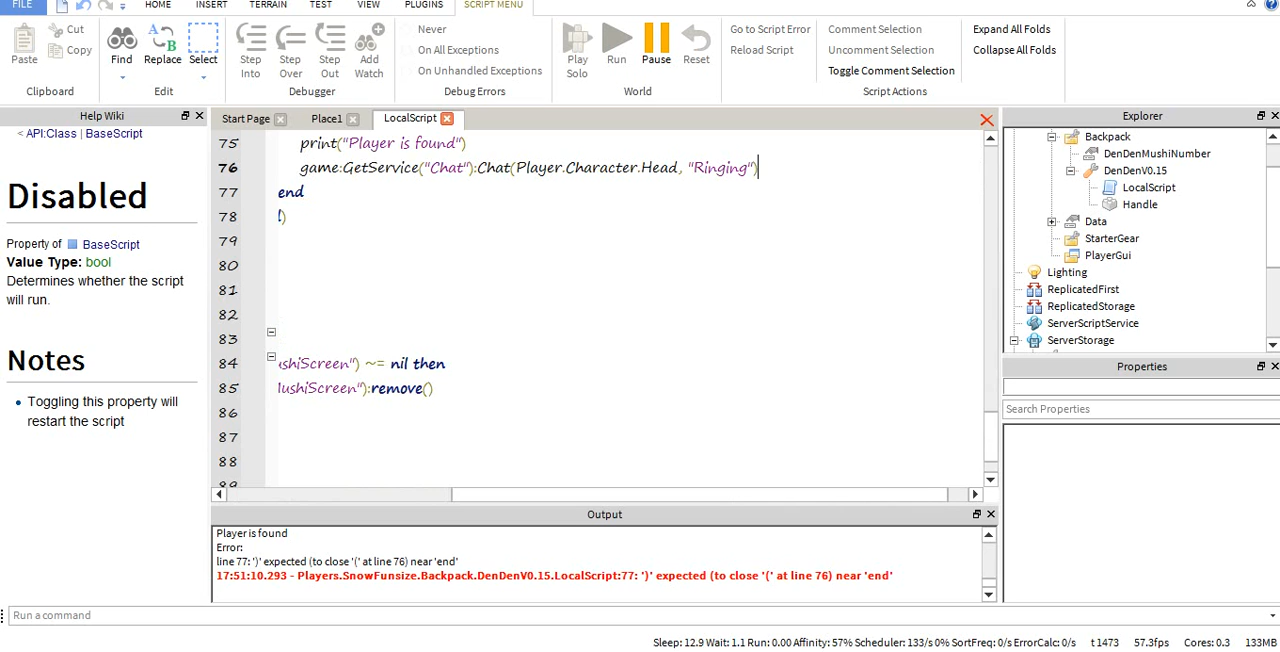 FILE HOME INSERT TERRAIN TEST VIEW PLUGINS SCRIPT MENU
Paste
Cut
Copy
Clipboard
Find
Replace
Select
Edit
Step Into
Step Over
Step Out
Add Watch
Debugger
Never
On All Exceptions
On Unhandled Exceptions
Debug Errors
Play Solo
Run
Pause
Reset
World
Go to Script Error
Reload Script
Comment Selection
Uncomment Selection
Toggle Comment Selection
Script Actions
Expand All Folds
Collapse All Folds
Help Wiki
< API:Class | BaseScript
Disabled
Property of BaseScript
Value Type: bool
Determines whether the script
will run.
Notes
Toggling this property will
restart the script
Start Page Place1 LocalScript
75 print("Player is found")
76 game:GetService("Chat"):Chat(Player.Character.Head, "Ringing")
77 end
78 )
79
80
81
82
83
84 ushiScreen") ~= nil then
85 MushiScreen"):remove()
86
87
88
89
Output
Player is found
Error:
line 77: ')' expected (to close '(' at line 76) near 'end'
17:51:10.293 - Players.SnowFunsize.Backpack.DenDenV0.15.LocalScript:77: ')' expected (to close '(' at line 76) near 'end'
Explorer
Backpack
DenDenMushiNumber
DenDenV0.15
LocalScript
Handle
Data
StarterGear
PlayerGui
Lighting
ReplicatedFirst
ReplicatedStorage
ServerScriptService
ServerStorage
Properties
Search Properties
Run a command
Sleep: 12.9 Wait: 1.1 Run: 0.00 Affinity: 57% Scheduler: 133/s 0% SortFreq: 0/s ErrorCalc: 0/s t 1473 57.3fps Cores: 0.3 133MB